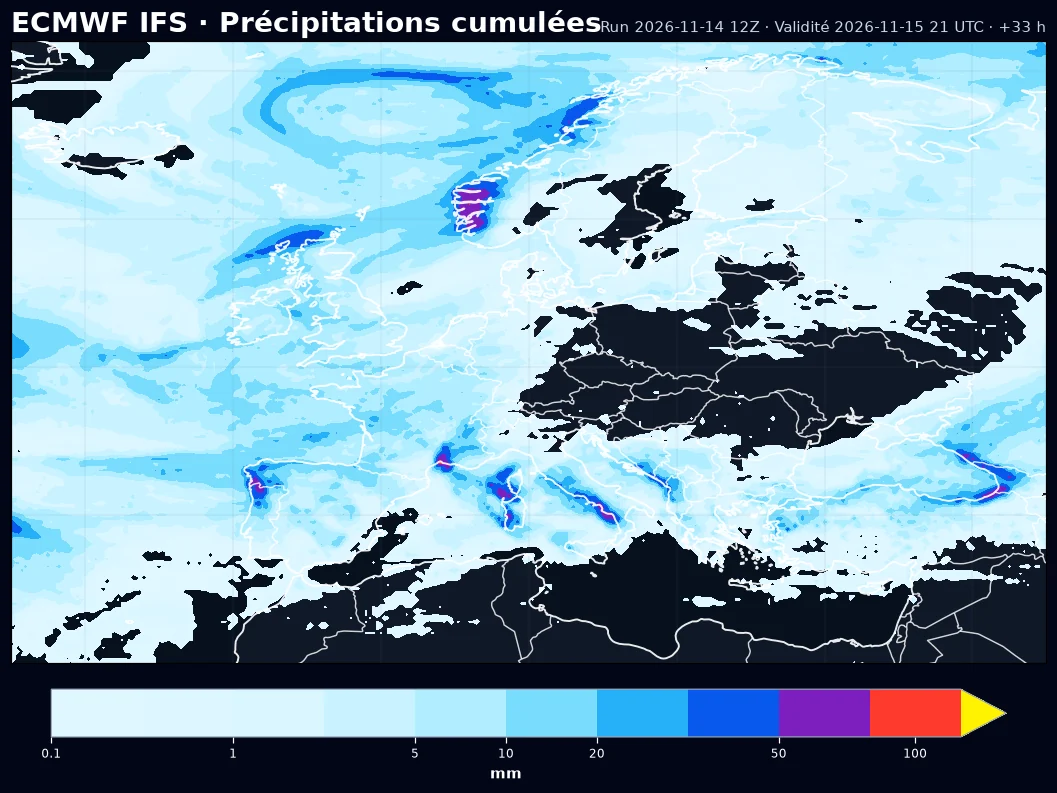 ECMWF IFS · Précipitations cumulées
Run 2026-11-14 12Z · Validité 2026-11-15 21 UTC · +33 h
0.1 1 5 10 20 50 100
mm